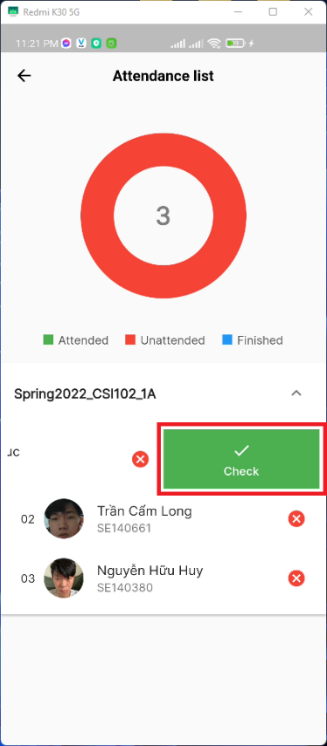 Redmi K30 5G
11:21 PM
Attendance list
3
Attended
Unattended
Finished
Spring2022_CSI102_1A
ục
Check
02
Trần Cẩm Long
SE140661
03
Nguyễn Hữu Huy
SE140380